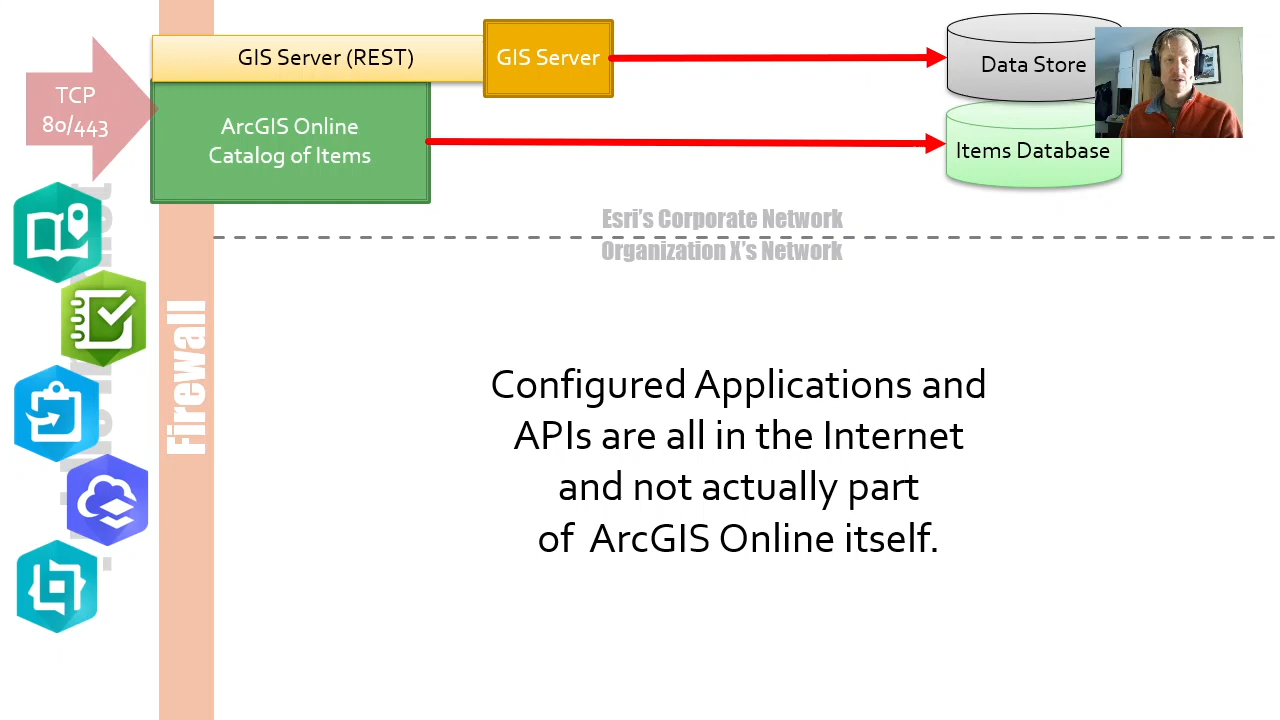 TCP
80/443
GIS Server (REST)
GIS Server
Data Store
ArcGIS Online
Catalog of Items
Items Database
Esri's Corporate Network
Organization X's Network
Firewall
Configured Applications and
APIs are all in the Internet
and not actually part
of ArcGIS Online itself.